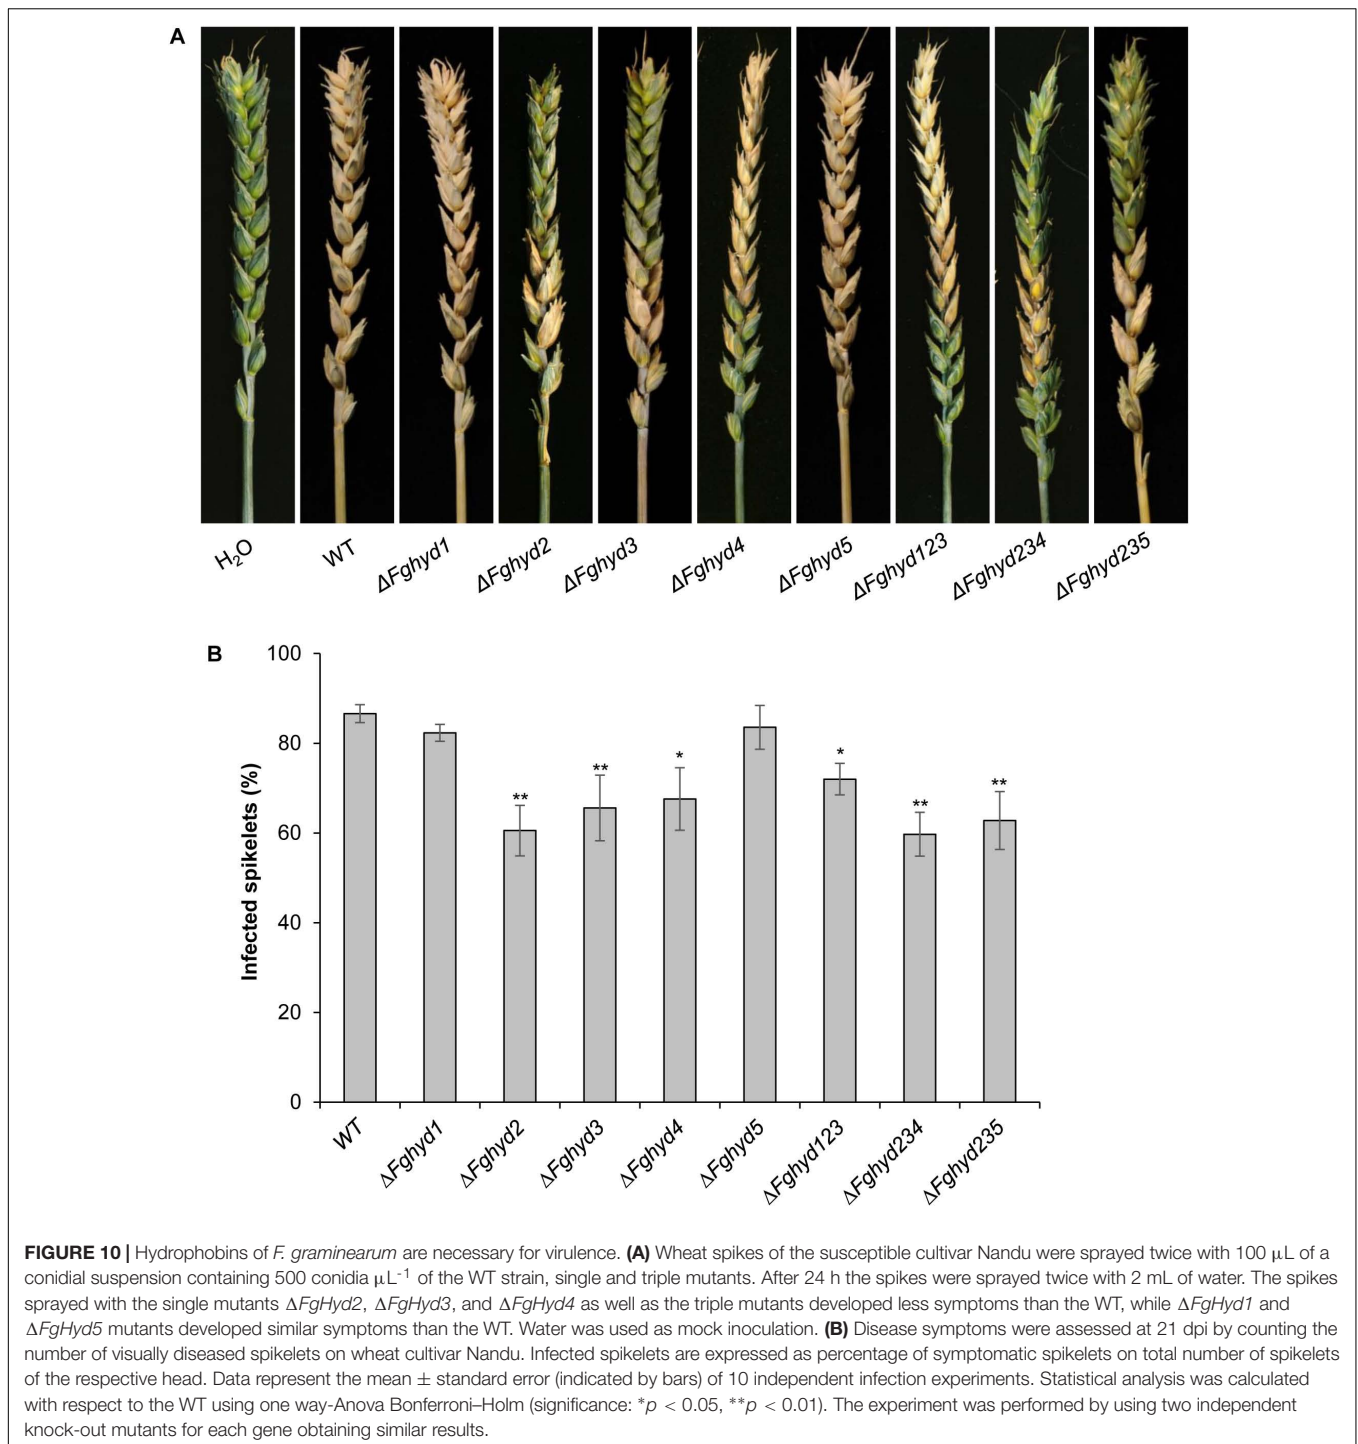 A
H₂O
WT
ΔFghyd1
ΔFghyd2
ΔFghyd3
ΔFghyd4
ΔFghyd5
ΔFghyd123
ΔFghyd234
ΔFghyd235
B
Infected spikelets (%)
100
80
60
40
20
0
**
**
*
*
**
**
WT
ΔFghyd1
ΔFghyd2
ΔFghyd3
ΔFghyd4
ΔFghyd5
ΔFghyd123
ΔFghyd234
ΔFghyd235
FIGURE 10 | Hydrophobins of F. graminearum are necessary for virulence. (A) Wheat spikes of the susceptible cultivar Nandu were sprayed twice with 100 μL of a
conidial suspension containing 500 conidia μL⁻¹ of the WT strain, single and triple mutants. After 24 h the spikes were sprayed twice with 2 mL of water. The spikes
sprayed with the single mutants ΔFgHyd2, ΔFgHyd3, and ΔFgHyd4 as well as the triple mutants developed less symptoms than the WT, while ΔFgHyd1 and
ΔFgHyd5 mutants developed similar symptoms than the WT. Water was used as mock inoculation. (B) Disease symptoms were assessed at 21 dpi by counting the
number of visually diseased spikelets on wheat cultivar Nandu. Infected spikelets are expressed as percentage of symptomatic spikelets on total number of spikelets
of the respective head. Data represent the mean ± standard error (indicated by bars) of 10 independent infection experiments. Statistical analysis was calculated
with respect to the WT using one way-Anova Bonferroni–Holm (significance: *p < 0.05, **p < 0.01). The experiment was performed by using two independent
knock-out mutants for each gene obtaining similar results.